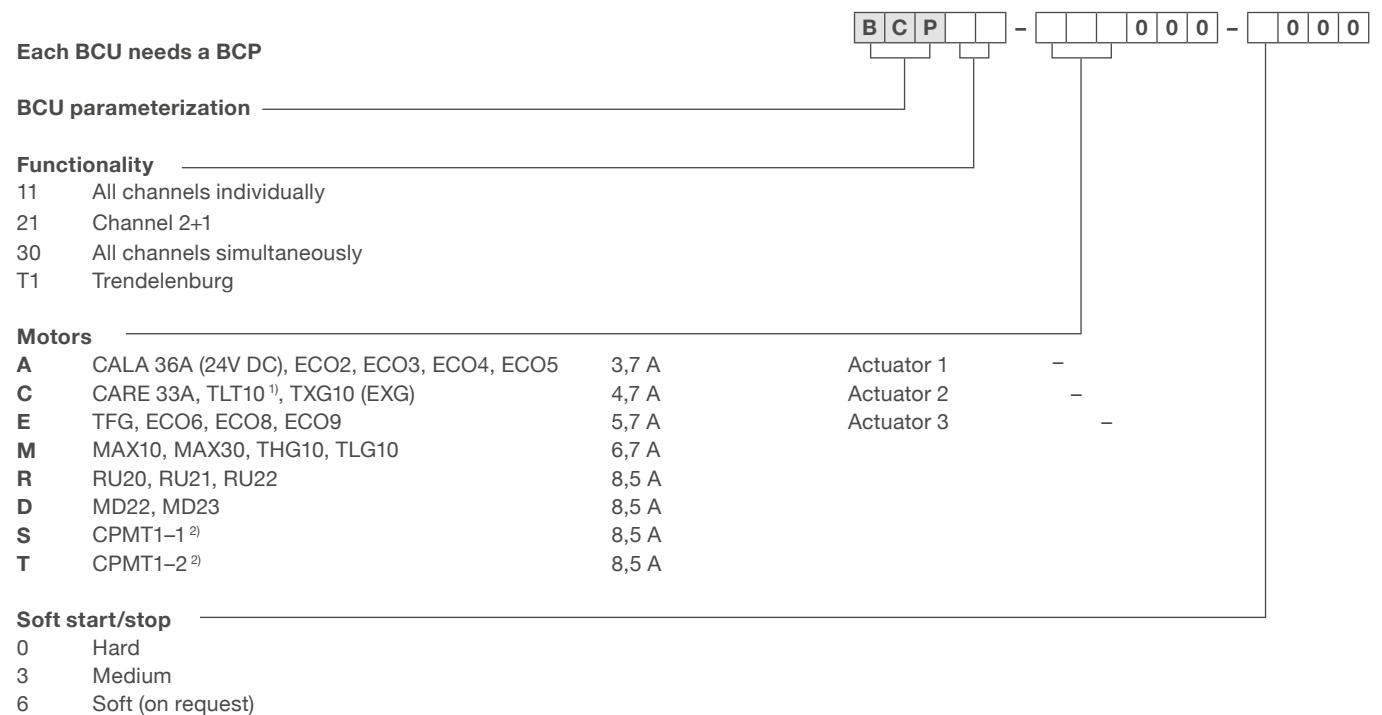 B C P – 0 0 0 – 0 0 0
Each BCU needs a BCP
BCU parameterization
Functionality
11 All channels individually
21 Channel 2+1
30 All channels simultaneously
T1 Trendelenburg
Motors
A CALA 36A (24V DC), ECO2, ECO3, ECO4, ECO5 3,7 A Actuator 1 –
C CARE 33A, TLT10 1), TXG10 (EXG) 4,7 A Actuator 2 –
E TFG, ECO6, ECO8, ECO9 5,7 A Actuator 3 –
M MAX10, MAX30, THG10, TLG10 6,7 A
R RU20, RU21, RU22 8,5 A
D MD22, MD23 8,5 A
S CPMT1–1 2) 8,5 A
T CPMT1–2 2) 8,5 A
Soft start/stop
0 Hard
3 Medium
6 Soft (on request)